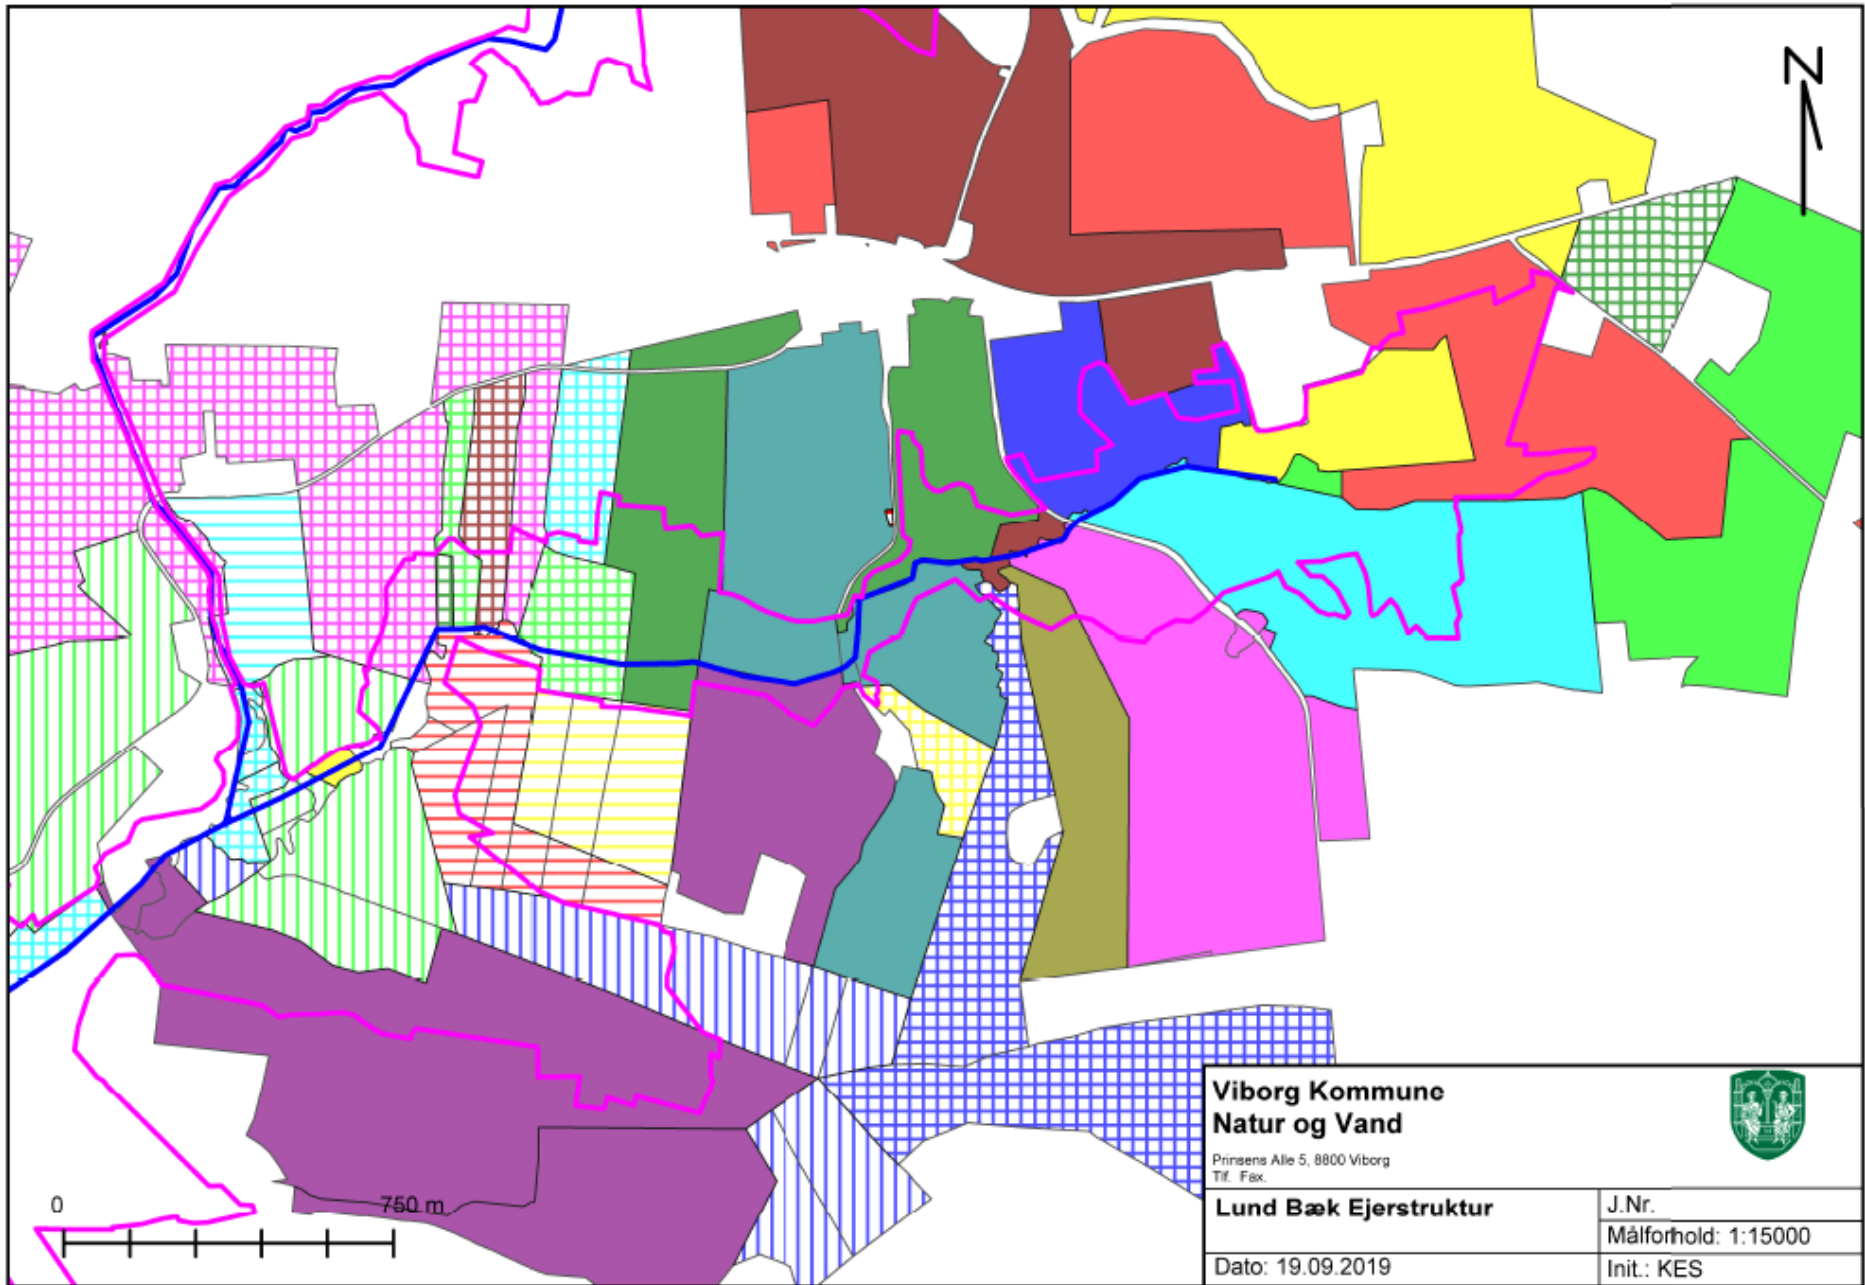 N
0 750 m
Viborg Kommune
Natur og Vand
Prinsens Alle 5, 8800 Viborg
Tlf. Fax.
Lund Bæk Ejerstruktur
J.Nr.
Målforhold: 1:15000
Dato: 19.09.2019
Init.: KES